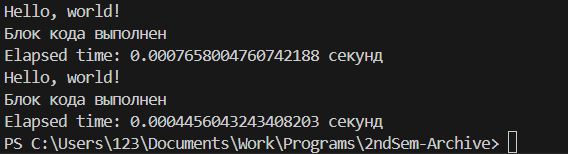 Hello, world!
Блок кода выполнен
Elapsed time: 0.0007658004760742188 секунд
Hello, world!
Блок кода выполнен
Elapsed time: 0.0004456043243408203 секунд
PS C:\Users\123\Documents\Work\Programs\2ndSem-Archive>